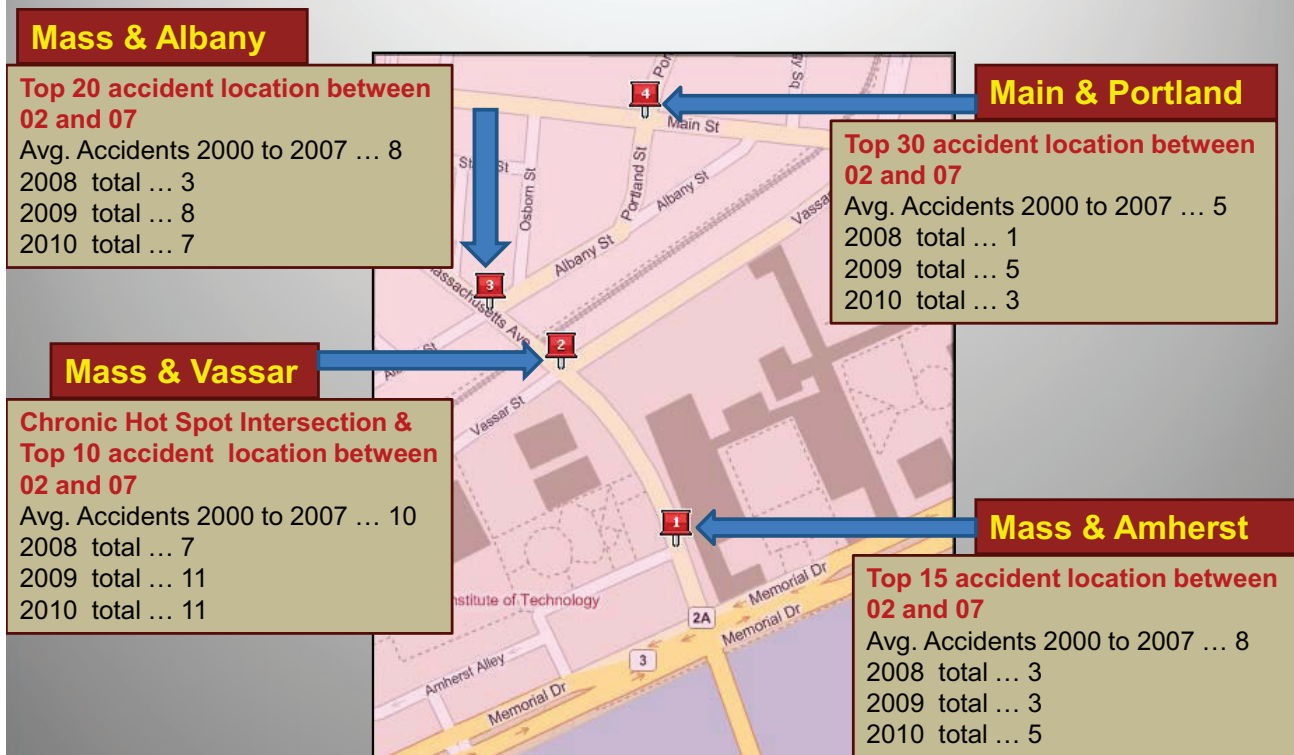 Mass & Albany
Top 20 accident location between
02 and 07
Avg. Accidents 2000 to 2007 … 8
2008 total … 3
2009 total … 8
2010 total … 7
Main & Portland
Top 30 accident location between
02 and 07
Avg. Accidents 2000 to 2007 … 5
2008 total … 1
2009 total … 5
2010 total … 3
Mass & Vassar
Chronic Hot Spot Intersection &
Top 10 accident location between
02 and 07
Avg. Accidents 2000 to 2007 … 10
2008 total … 7
2009 total … 11
2010 total … 11
Mass & Amherst
Top 15 accident location between
02 and 07
Avg. Accidents 2000 to 2007 … 8
2008 total … 3
2009 total … 3
2010 total … 5
4
Main St
Portland St
Albany St
Osborn St
St
Albany St
3
Massachusetts Ave
2
Vassar St
1
nstitute of Technology
Memorial Dr
Memorial Dr
2A
3
Amherst Alley
Memorial Dr